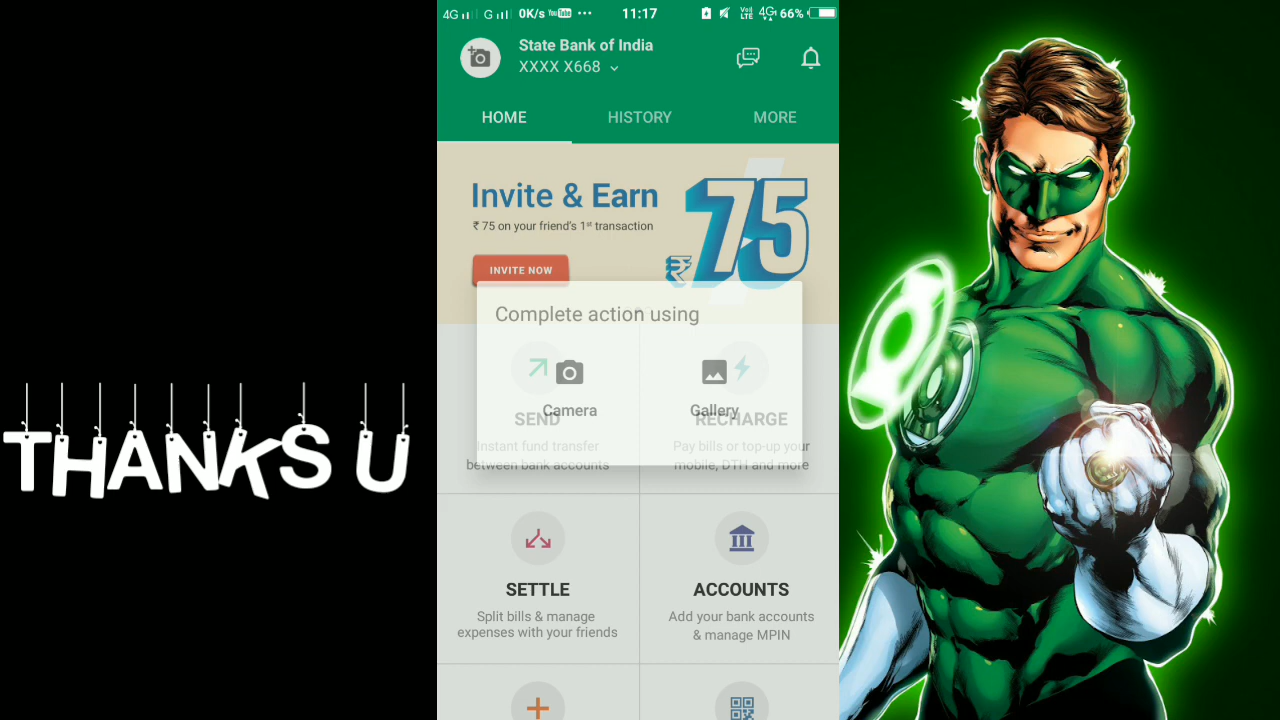 THANKS U
4G G 0K/s YouTube ••• 11:17 VoLTE 4G 66%
State Bank of India
XXXX X668
HOME HISTORY MORE
Invite & Earn
₹ 75 on your friend's 1st transaction
₹75
INVITE NOW
Complete action using
Camera Gallery
SEND RECHARGE
Instant fund transfer
between bank accounts
Pay bills or top-up your
mobile, DTH and more
SETTLE
Split bills & manage
expenses with your friends
ACCOUNTS
Add your bank accounts
& manage MPIN